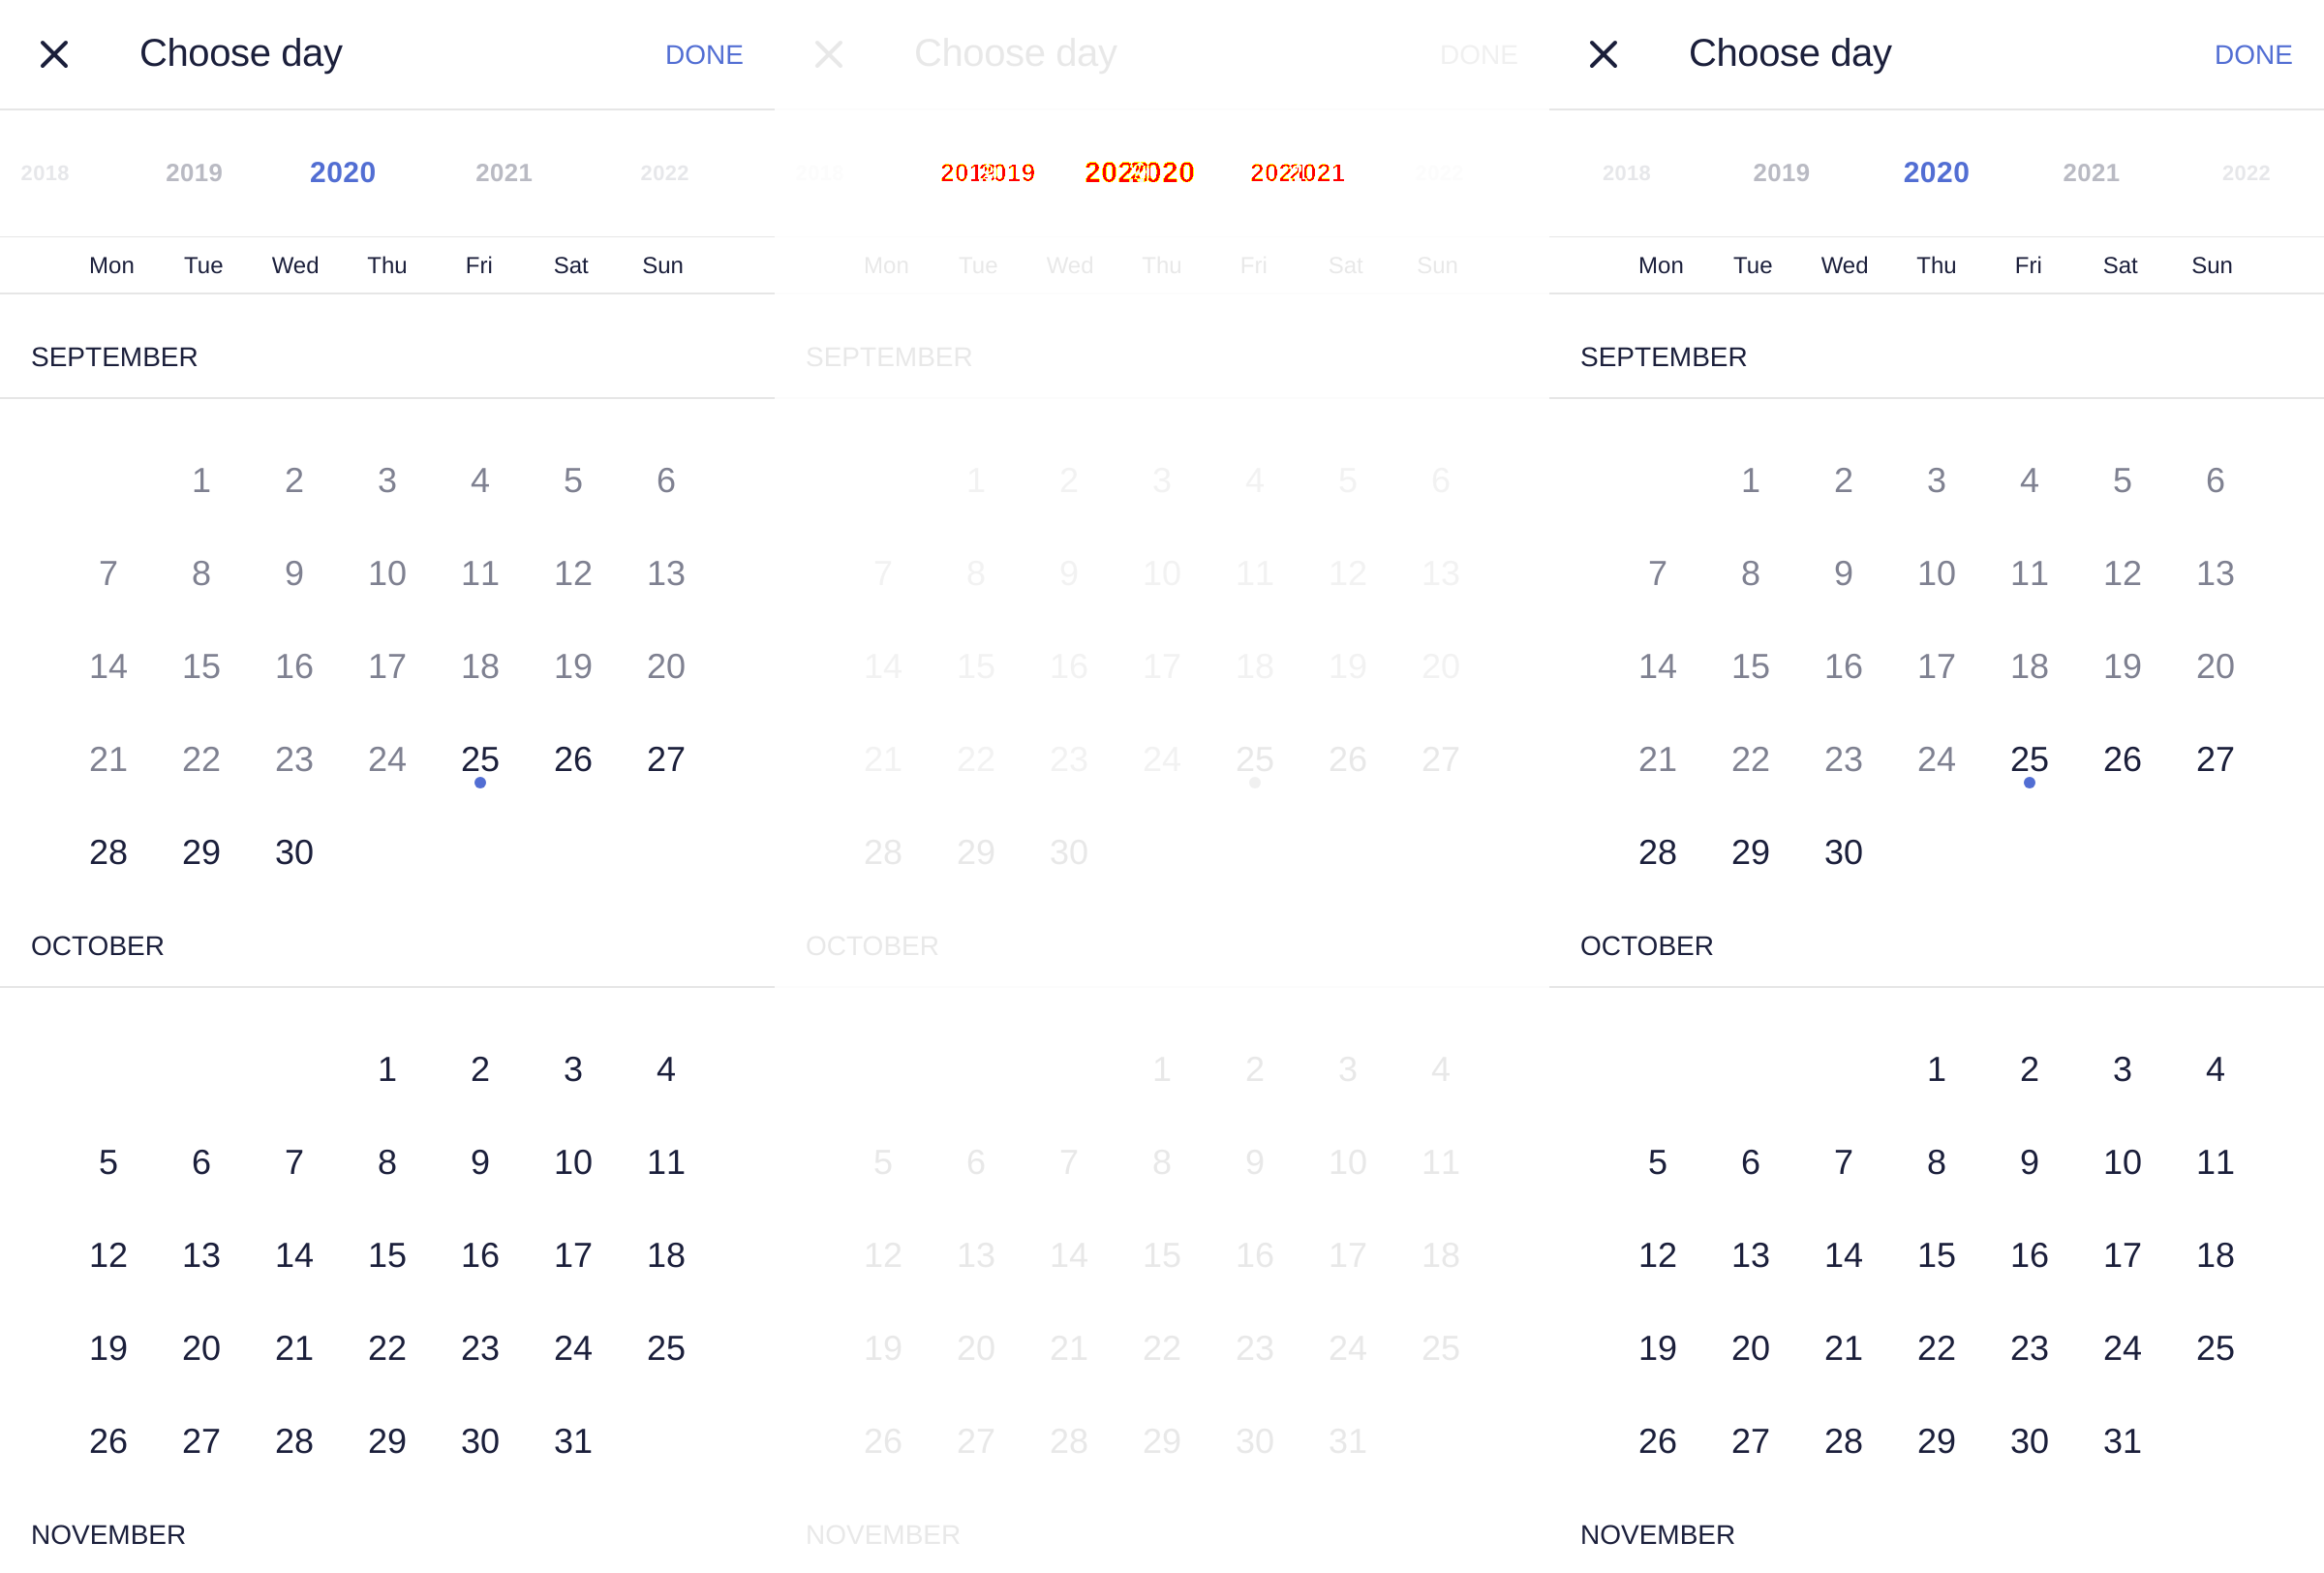 Choose day DONE
2018 2019 2020 2021 2022
Mon Tue Wed Thu Fri Sat Sun
SEPTEMBER
1 2 3 4 5 6
7 8 9 10 11 12 13
14 15 16 17 18 19 20
21 22 23 24 25 26 27
28 29 30
OCTOBER
1 2 3 4
5 6 7 8 9 10 11
12 13 14 15 16 17 18
19 20 21 22 23 24 25
26 27 28 29 30 31
NOVEMBER
Choose day DONE
Mon Tue Wed Thu Fri Sat Sun
SEPTEMBER
1 2 3 4 5 6
7 8 9 10 11 12 13
14 15 16 17 18 19 20
21 22 23 24 25 26 27
28 29 30
OCTOBER
1 2 3 4
5 6 7 8 9 10 11
12 13 14 15 16 17 18
19 20 21 22 23 24 25
26 27 28 29 30 31
NOVEMBER
Choose day DONE
2018 2019 2020 2021 2022
Mon Tue Wed Thu Fri Sat Sun
SEPTEMBER
1 2 3 4 5 6
7 8 9 10 11 12 13
14 15 16 17 18 19 20
21 22 23 24 25 26 27
28 29 30
OCTOBER
1 2 3 4
5 6 7 8 9 10 11
12 13 14 15 16 17 18
19 20 21 22 23 24 25
26 27 28 29 30 31
NOVEMBER